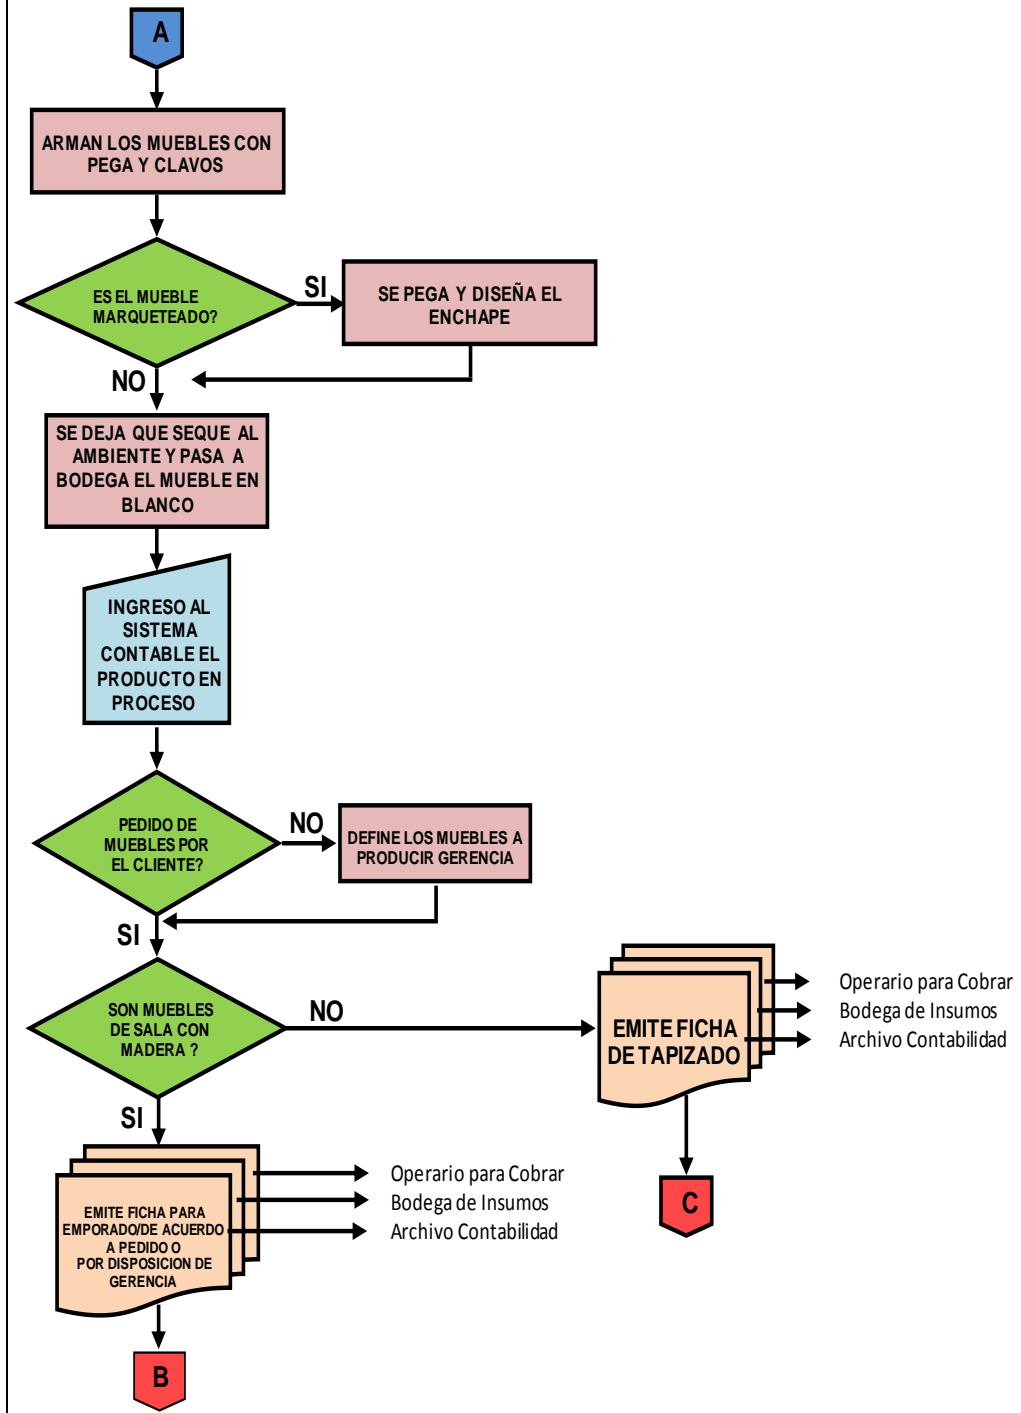 A
ARMAN LOS MUEBLES CON
PEGA Y CLAVOS
ES EL MUEBLE
MARQUETEADO?
SI
SE PEGA Y DISEÑA EL
ENCHAPE
NO
SE DEJA QUE SEQUE AL
AMBIENTE Y PASA A
BODEGA EL MUEBLE EN
BLANCO
INGRESO AL
SISTEMA
CONTABLE EL
PRODUCTO EN
PROCESO
PEDIDO DE
MUEBLES POR
EL CLIENTE?
NO
DEFINE LOS MUEBLES A
PRODUCIR GERENCIA
SI
SON MUEBLES
DE SALA CON
MADERA ?
NO
EMITE FICHA
DE TAPIZADO
Operario para Cobrar
Bodega de Insumos
Archivo Contabilidad
C
SI
EMITE FICHA PARA
EMPORADO/DE ACUERDO
A PEDIDO O
POR DISPOSICION DE
GERENCIA
Operario para Cobrar
Bodega de Insumos
Archivo Contabilidad
B